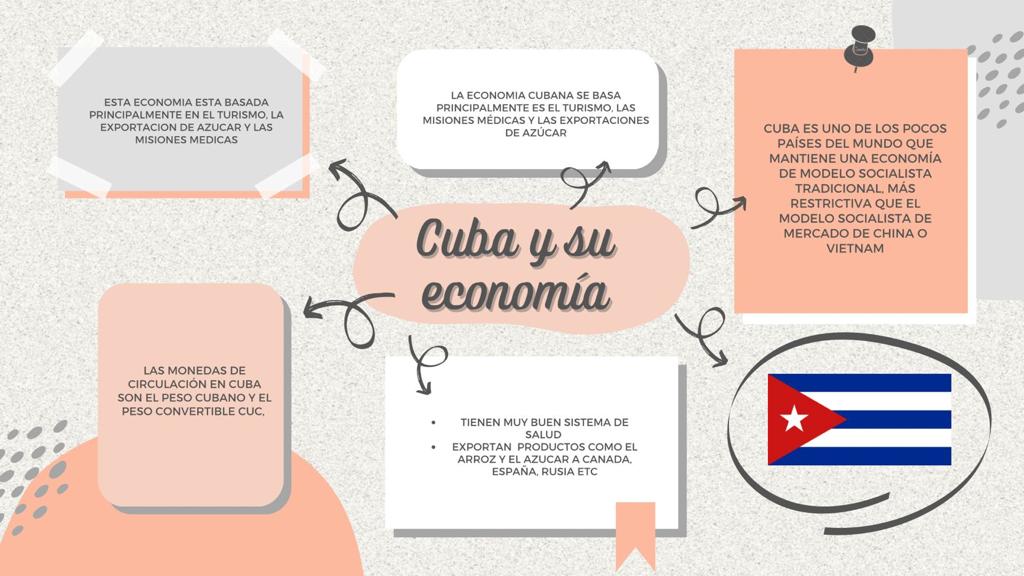 ESTA ECONOMIA ESTA BASADA
PRINCIPALMENTE EN EL TURISMO, LA
EXPORTACION DE AZUCAR Y LAS
MISIONES MEDICAS
LA ECONOMIA CUBANA SE BASA
PRINCIPALMENTE ES EL TURISMO, LAS
MISIONES MÉDICAS Y LAS EXPORTACIONES
DE AZÚCAR
CUBA ES UNO DE LOS POCOS
PAÍSES DEL MUNDO QUE
MANTIENE UNA ECONOMÍA
DE MODELO SOCIALISTA
TRADICIONAL, MÁS
RESTRICTIVA QUE EL
MODELO SOCIALISTA DE
MERCADO DE CHINA O
VIETNAM
Cuba y su
economía
LAS MONEDAS DE
CIRCULACIÓN EN CUBA
SON EL PESO CUBANO Y EL
PESO CONVERTIBLE CUC,
• TIENEN MUY BUEN SISTEMA DE
SALUD
• EXPORTAN PRODUCTOS COMO EL
ARROZ Y EL AZUCAR A CANADA,
ESPAÑA, RUSIA ETC